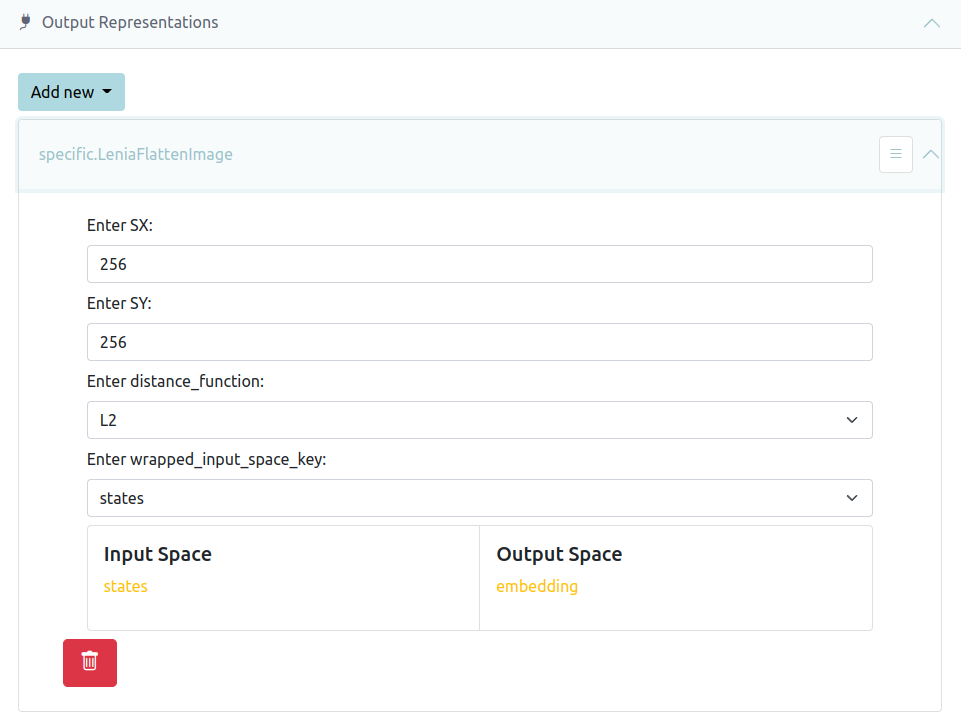 Output Representations
Add new
specific.LeniaFlattenImage
Enter SX:
256
Enter SY:
256
Enter distance_function:
L2
Enter wrapped_input_space_key:
states
Input Space
states
Output Space
embedding